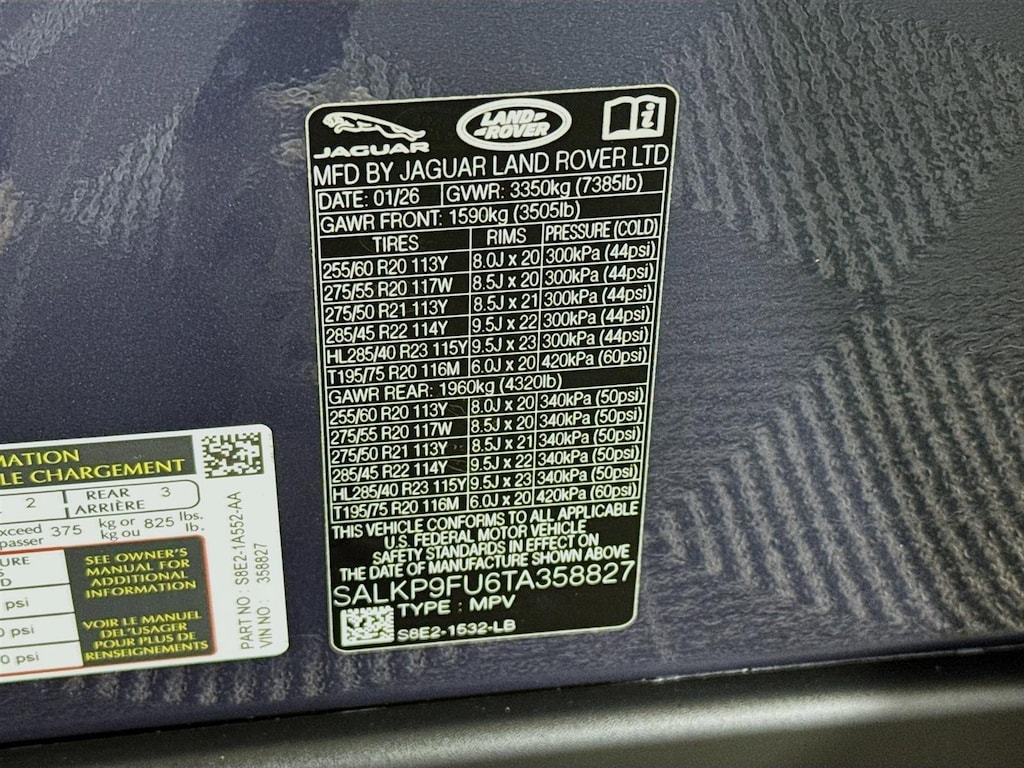 JAGUAR
LAND-
-ROVER
MFD BY JAGUAR LAND ROVER LTD
DATE: 01/26 GVWR: 3350kg (7385lb)
GAWR FRONT: 1590kg (3505lb)
TIRES RIMS PRESSURE (COLD)
255/60 R20 113Y 8.0J x 20 300kPa (44psi)
275/55 R20 117W 8.5J x 20 300kPa (44psi)
275/50 R21 113Y 8.5J x 21 300kPa (44psi)
285/45 R22 114Y 9.5J x 22 300kPa (44psi)
HL285/40 R23 115Y 9.5J x 23 300kPa (44psi)
T195/75 R20 116M 6.0J x 20 420kPa (60psi)
GAWR REAR: 1960kg (4320lb)
255/60 R20 113Y 8.0J x 20 340kPa (50psi)
275/55 R20 117W 8.5J x 20 340kPa (50psi)
275/50 R21 113Y 8.5J x 21 340kPa (50psi)
285/45 R22 114Y 9.5J x 22 340kPa (50psi)
HL285/40 R23 115Y 9.5J x 23 340kPa (50psi)
T195/75 R20 116M 6.0J x 20 420kPa (60psi)
THIS VEHICLE CONFORMS TO ALL APPLICABLE
U.S. FEDERAL MOTOR VEHICLE
SAFETY STANDARDS IN EFFECT ON
THE DATE OF MANUFACTURE SHOWN ABOVE
SALKP9FU6TA358827
TYPE : MPV
S8E2-1532-LB
MATION
LE CHARGEMENT
2 REAR 3
ARRIÈRE
xceed 375 kg or 825 lbs.
passer kg ou lb.
URE
S
D
psi
0 psi
0 psi
SEE OWNER'S
MANUAL FOR
ADDITIONAL
INFORMATION
VOIR LE MANUEL
DEL'USAGER
POUR PLUS DE
RENSEIGNEMENTS
PART NO : S8E2-1A552-AA
VIN NO : 358827